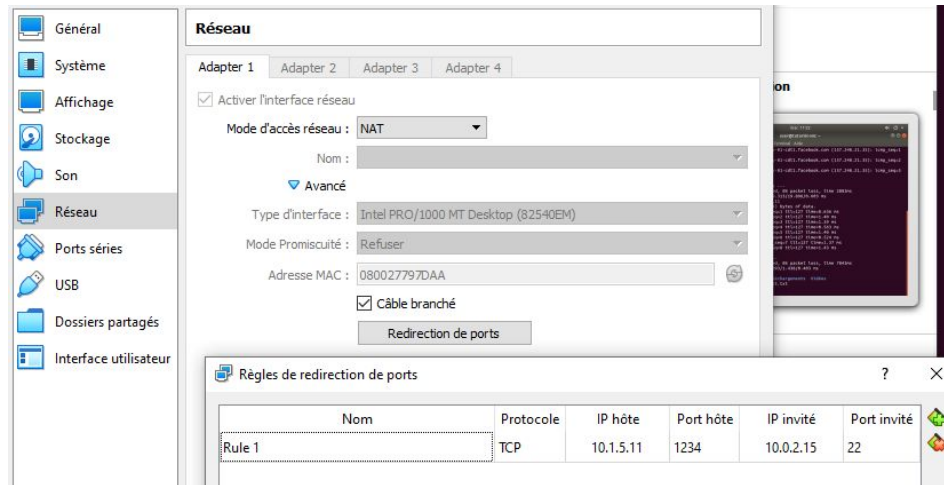 Général
Système
Affichage
Stockage
Son
Réseau
Ports séries
USB
Dossiers partagés
Interface utilisateur
Réseau
Adapter 1 Adapter 2 Adapter 3 Adapter 4
Activer l'interface réseau
Mode d'accès réseau : NAT
Nom :
Avancé
Type d'interface : Intel PRO/1000 MT Desktop (82540EM)
Mode Promiscuité : Refuser
Adresse MAC : 080027797DAA
Câble branché
Redirection de ports
ion
Règles de redirection de ports ?
Nom Protocole IP hôte Port hôte IP invité Port invité
Rule 1 TCP 10.1.5.11 1234 10.0.2.15 22